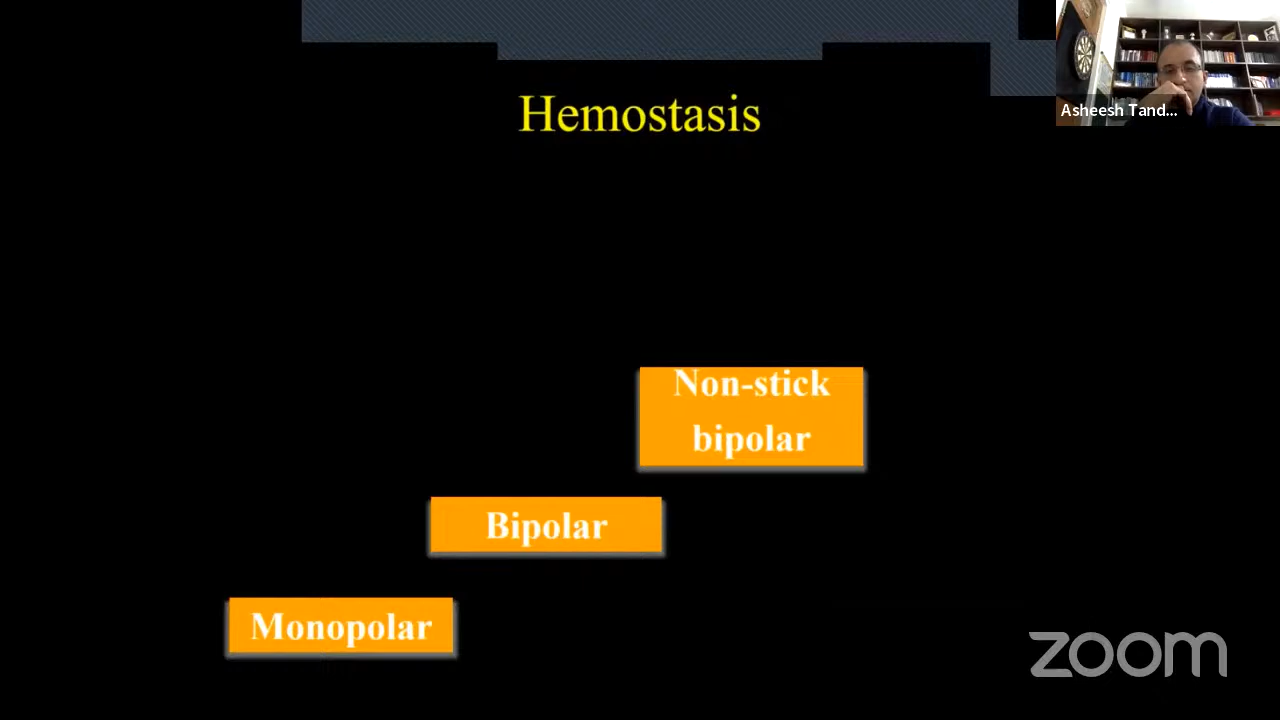 Asheesh Tand...
Hemostasis
Non-stick
bipolar
Bipolar
Monopolar
zoom